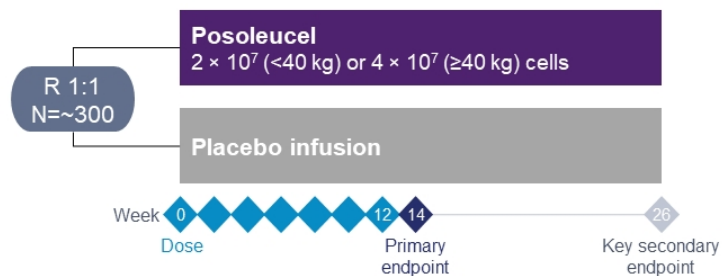 Posoleucel
2 × 10⁷ (<40 kg) or 4 × 10⁷ (≥40 kg) cells
R 1:1
N=~300
Placebo infusion
Week 0 12 14 26
Dose
Primary
endpoint
Key secondary
endpoint